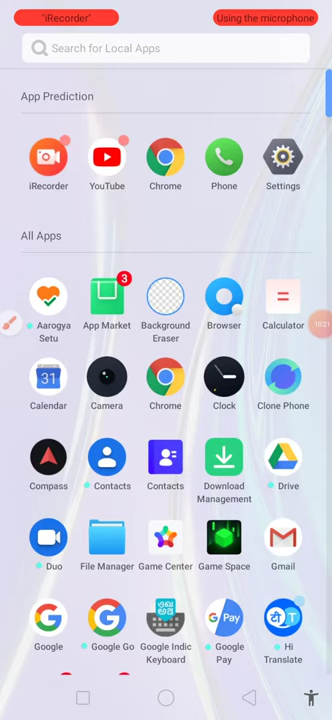 "iRecorder"
Using the microphone
Search for Local Apps
App Prediction
iRecorder YouTube Chrome Phone Settings
All Apps
3
Aarogya Setu App Market Background Eraser Browser Calculator
10:21
31
Calendar Camera Chrome Clock Clone Phone
Compass Contacts Contacts Download Management Drive
Duo File Manager Game Center Game Space Gmail
G Pay
Google Google Go Google Indic Keyboard Google Pay Hi Translate